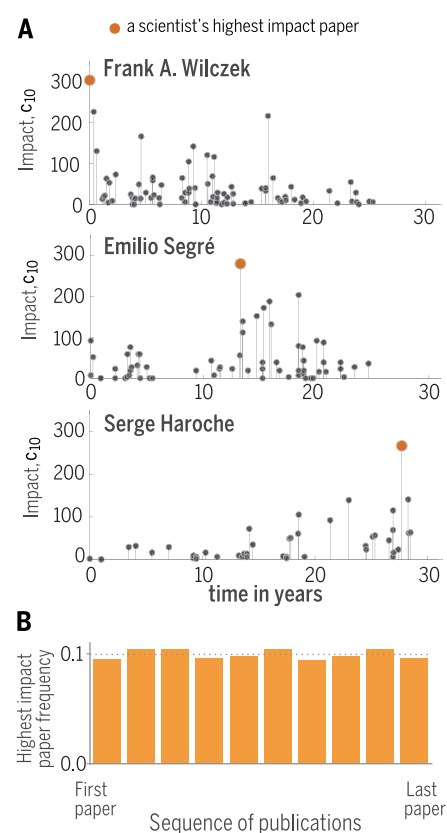 A
a scientist's highest impact paper
Frank A. Wilczek
Impact, c10
300
200
100
0
0
10
20
30
Emilio Segré
Impact, c10
300
200
100
0
0
10
20
30
Serge Haroche
Impact, c10
300
200
100
0
0
10
20
30
time in years
B
Highest impact
paper frequency
0.1
0.0
First
paper
Last
paper
Sequence of publications